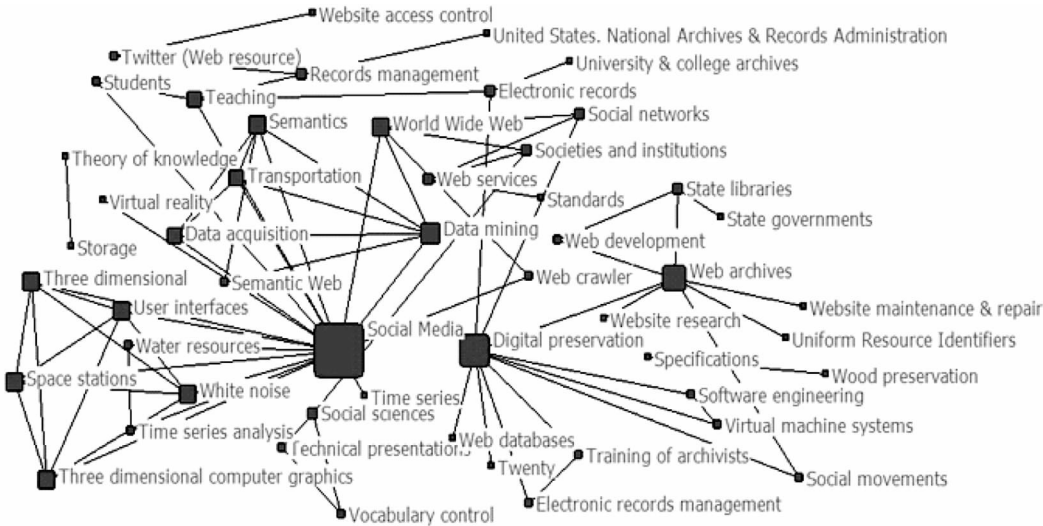 Website access control
United States. National Archives & Records Administration
Twitter (Web resource)
University & college archives
Records management
Students
Electronic records
Teaching
Social networks
Semantics
World Wide Web
Societies and institutions
Theory of knowledge
Transportation
Web services
State libraries
Virtual reality
Standards
State governments
Data acquisition
Data mining
Web development
Storage
Web archives
Three dimensional
Semantic Web
Web crawler
User interfaces
Website maintenance & repair
Website research
Social Media
Digital preservation
Uniform Resource Identifiers
Water resources
Specifications
Space stations
Wood preservation
White noise
Time series
Software engineering
Social sciences
Virtual machine systems
Time series analysis
Web databases
Technical presentations
Training of archivists
Twenty
Three dimensional computer graphics
Social movements
Electronic records management
Vocabulary control